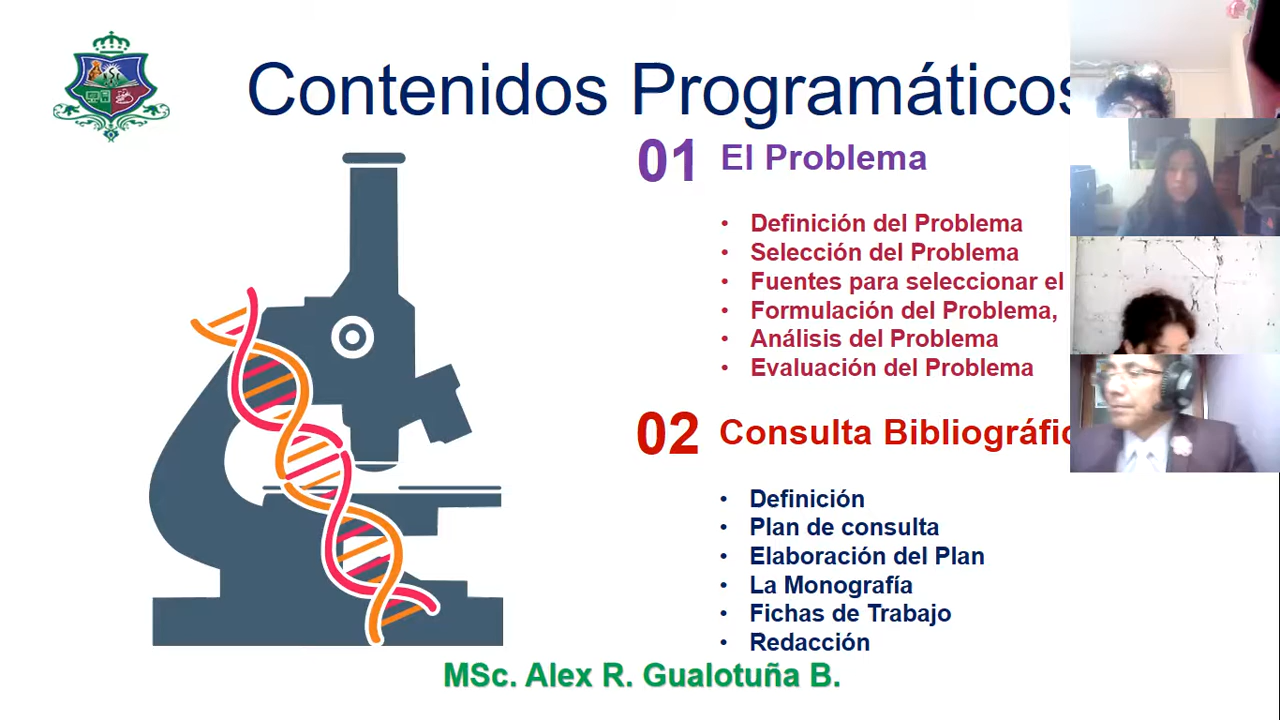 Contenidos Programáticos
01 El Problema
• Definición del Problema
• Selección del Problema
• Fuentes para seleccionar el
• Formulación del Problema,
• Análisis del Problema
• Evaluación del Problema
02 Consulta Bibliográfic
• Definición
• Plan de consulta
• Elaboración del Plan
• La Monografía
• Fichas de Trabajo
• Redacción
MSc. Alex R. Gualotuña B.